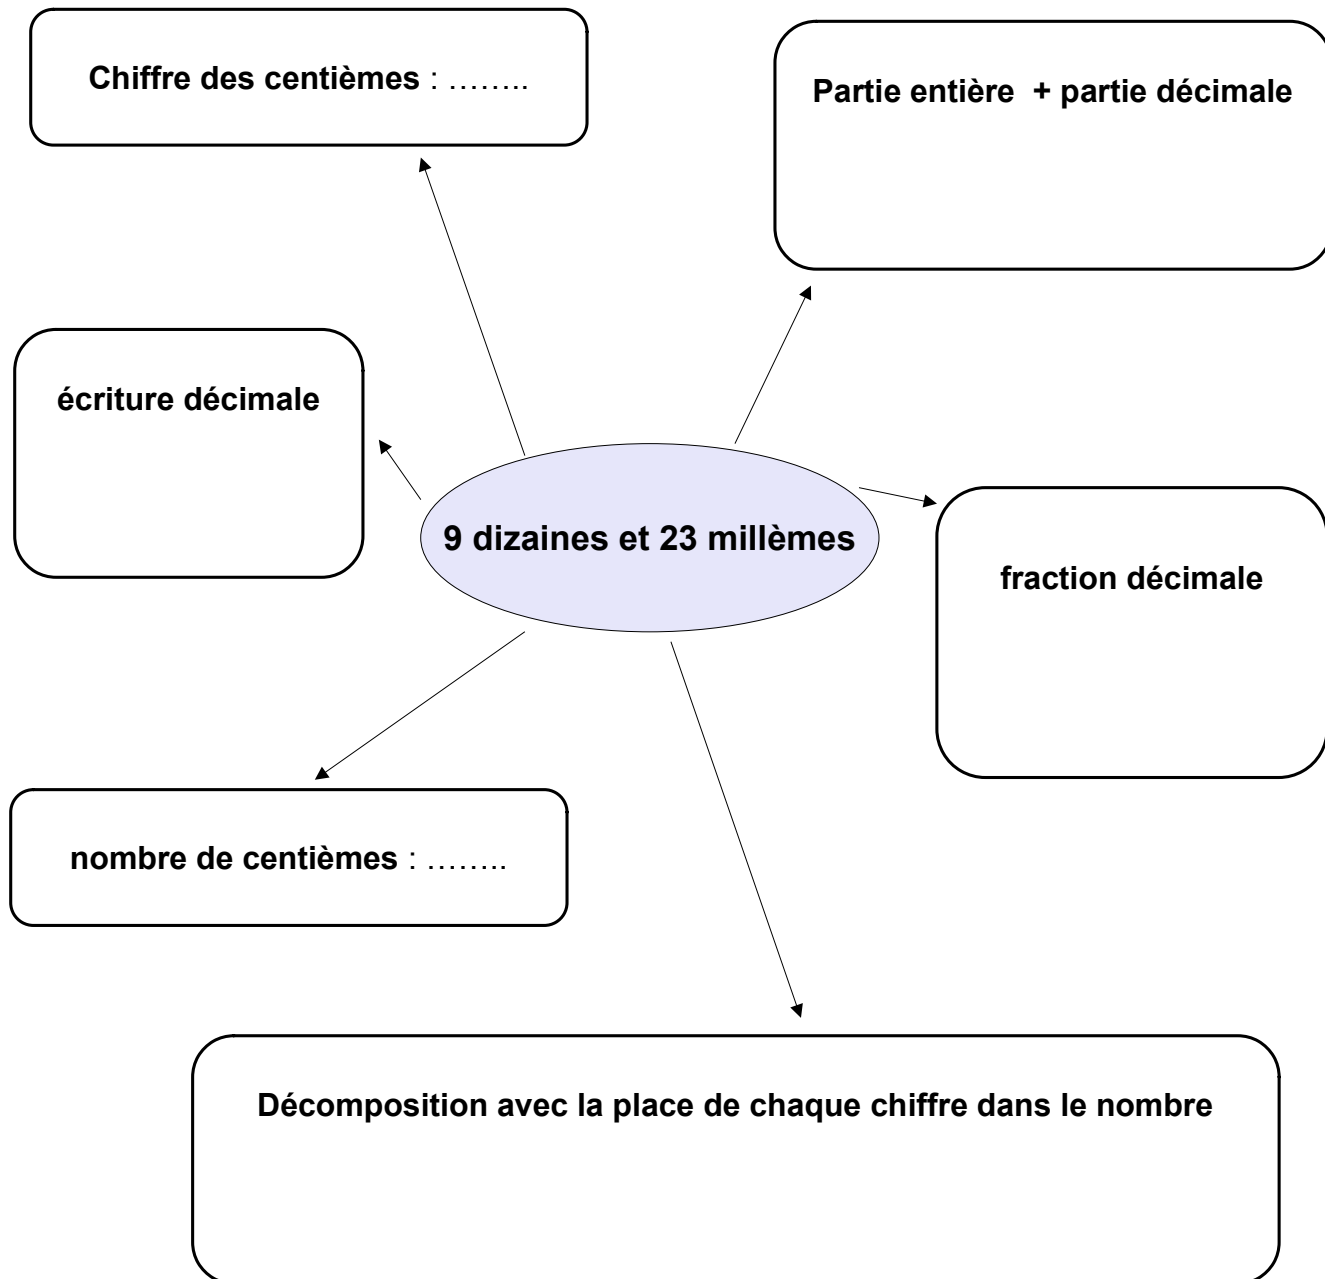 Chiffre des centièmes : ……..
Partie entière + partie décimale
écriture décimale
9 dizaines et 23 millèmes
fraction décimale
nombre de centièmes : ……..
Décomposition avec la place de chaque chiffre dans le nombre